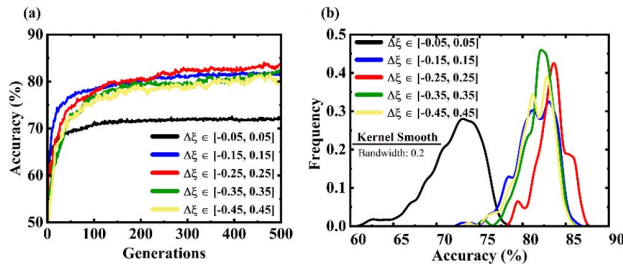 (a)
90
80
70
60
50
Accuracy (%)
Δξ ∈ [-0.05, 0.05]
Δξ ∈ [-0.15, 0.15]
Δξ ∈ [-0.25, 0.25]
Δξ ∈ [-0.35, 0.35]
Δξ ∈ [-0.45, 0.45]
0 100 200 300 400 500
Generations
(b)
0.5
0.4
0.3
0.2
0.1
0.0
Frequency
Δξ ∈ [-0.05, 0.05]
Δξ ∈ [-0.15, 0.15]
Δξ ∈ [-0.25, 0.25]
Δξ ∈ [-0.35, 0.35]
Δξ ∈ [-0.45, 0.45]
Kernel Smooth
Bandwidth: 0.2
60 65 70 75 80 85 90
Accuracy (%)